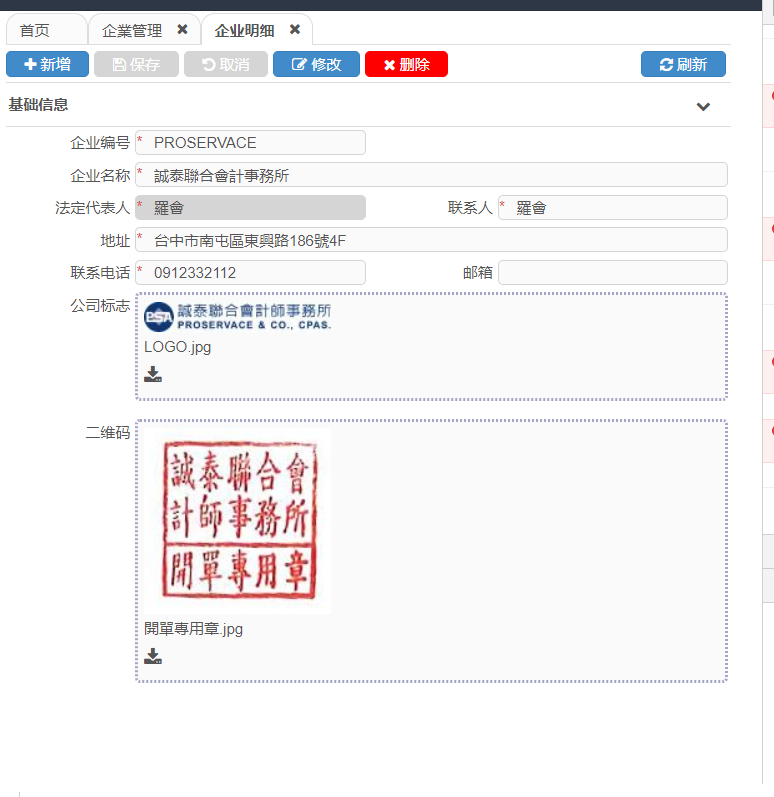 首页 企業管理 企业明细
新增 保存 取消 修改 删除 刷新
基础信息
企业编号 * PROSERVACE
企业名称 * 誠泰聯合會計事務所
法定代表人 * 羅會 联系人 * 羅會
地址 * 台中市南屯區東興路186號4F
联系电话 * 0912332112 邮箱
公司标志
PSA 誠泰聯合會計師事務所
PROSERVACE & CO., CPAS.
LOGO.jpg
二维码
誠泰聯合會
計師事務所
開單專用章
開單專用章.jpg